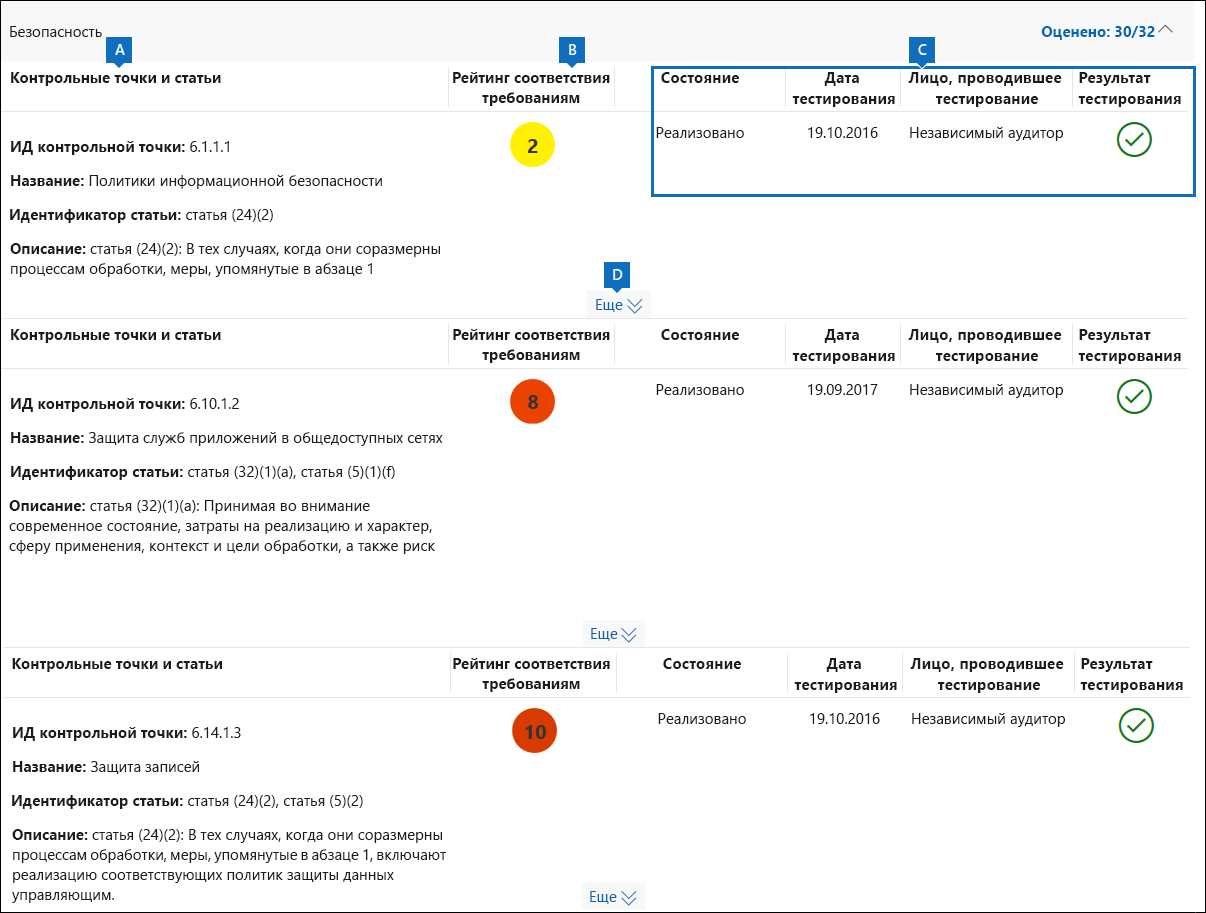 Безопасность
Оценено: 30/32
A
B
C
Контрольные точки и статьи
Рейтинг соответствия
требованиям
Состояние
Дата
тестирования
Лицо, проводившее
тестирование
Результат
тестирования
ИД контрольной точки: 6.1.1.1
2
Реализовано
19.10.2016
Независимый аудитор
Название: Политики информационной безопасности
Идентификатор статьи: статья (24)(2)
Описание: статья (24)(2): В тех случаях, когда они соразмерны
процессам обработки, меры, упомянутые в абзаце 1
D
Еще
Контрольные точки и статьи
Рейтинг соответствия
требованиям
Состояние
Дата
тестирования
Лицо, проводившее
тестирование
Результат
тестирования
ИД контрольной точки: 6.10.1.2
8
Реализовано
19.09.2017
Независимый аудитор
Название: Защита служб приложений в общедоступных сетях
Идентификатор статьи: статья (32)(1)(a), статья (5)(1)(f)
Описание: статья (32)(1)(a): Принимая во внимание
современное состояние, затраты на реализацию и характер,
сферу применения, контекст и цели обработки, а также риск
Еще
Контрольные точки и статьи
Рейтинг соответствия
требованиям
Состояние
Дата
тестирования
Лицо, проводившее
тестирование
Результат
тестирования
ИД контрольной точки: 6.14.1.3
10
Реализовано
19.10.2016
Независимый аудитор
Название: Защита записей
Идентификатор статьи: статья (24)(2), статья (5)(2)
Описание: статья (24)(2): В тех случаях, когда они соразмерны
процессам обработки, меры, упомянутые в абзаце 1, включают
реализацию соответствующих политик защиты данных
управляющим.
Еще